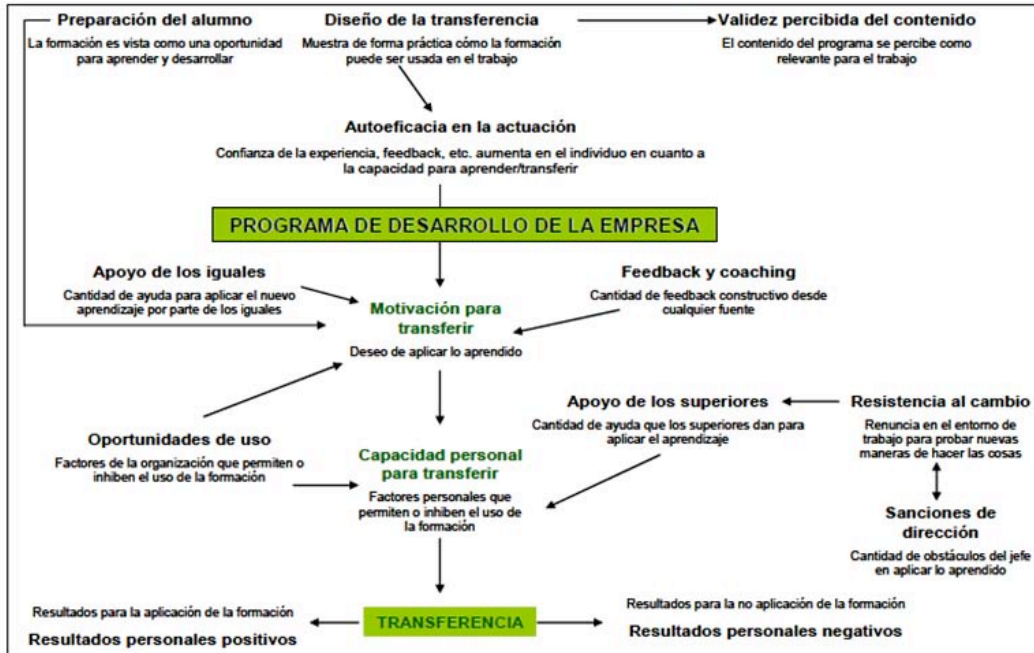 Preparación del alumno
La formación es vista como una oportunidad
para aprender y desarrollar
Diseño de la transferencia
Muestra de forma práctica cómo la formación
puede ser usada en el trabajo
Validez percibida del contenido
El contenido del programa se percibe como
relevante para el trabajo
Autoeficacia en la actuación
Confianza de la experiencia, feedback, etc. aumenta en el individuo en cuanto a
la capacidad para aprender/transferir
PROGRAMA DE DESARROLLO DE LA EMPRESA
Apoyo de los iguales
Cantidad de ayuda para aplicar el nuevo
aprendizaje por parte de los iguales
Motivación para
transferir
Deseo de aplicar lo aprendido
Feedback y coaching
Cantidad de feedback constructivo desde
cualquier fuente
Oportunidades de uso
Factores de la organización que permiten o
inhiben el uso de la formación
Capacidad personal
para transferir
Factores personales que
permiten o inhiben el uso de
la formación
Apoyo de los superiores
Cantidad de ayuda que los superiores dan para
aplicar el aprendizaje
Resistencia al cambio
Renuncia en el entorno de
trabajo para probar nuevas
maneras de hacer las cosas
Sanciones de
dirección
Cantidad de obstáculos del jefe
en aplicar lo aprendido
Resultados para la aplicación de la formación
Resultados personales positivos
TRANSFERENCIA
Resultados para la no aplicación de la formación
Resultados personales negativos